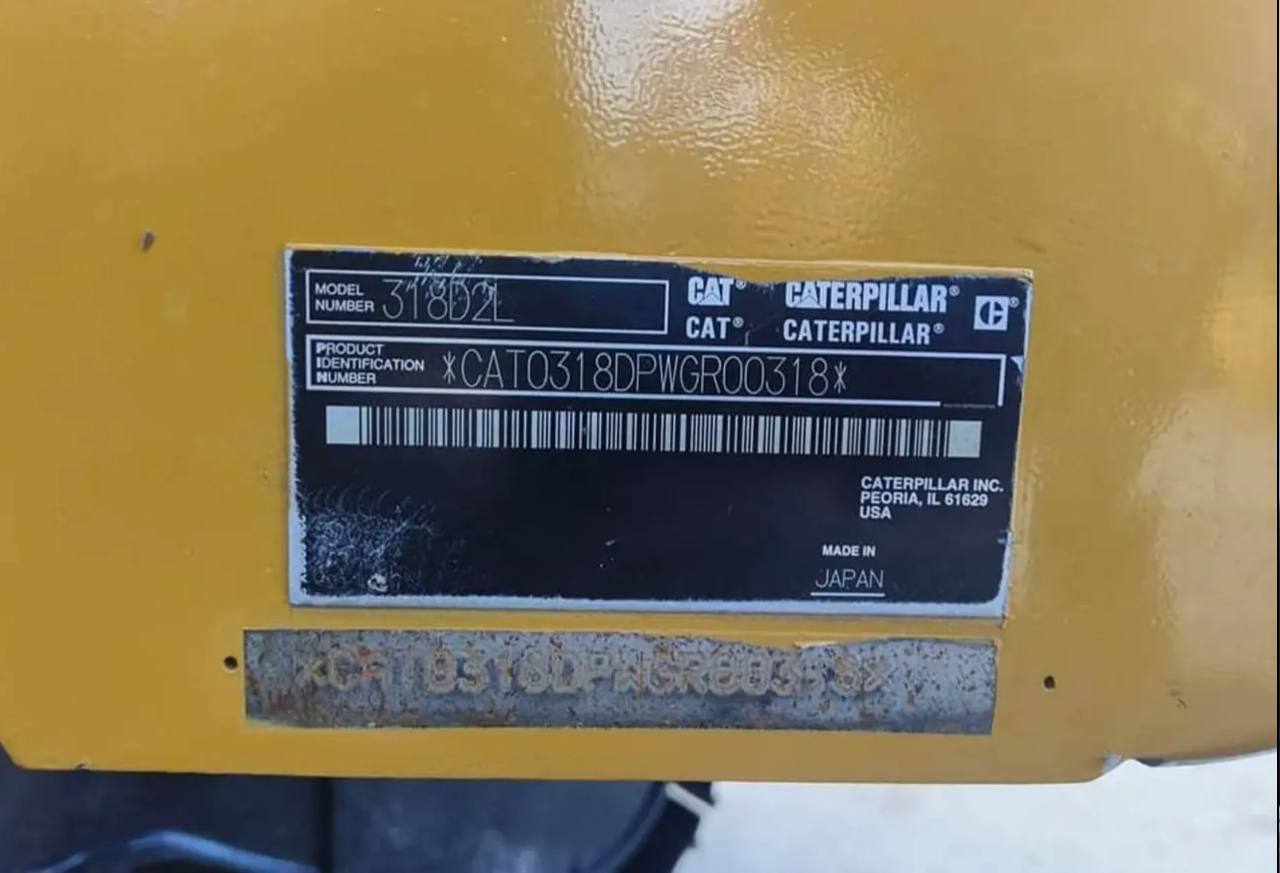 MODEL NUMBER 318D2L
CAT® CATERPILLAR®
CAT® CATERPILLAR®
PRODUCT IDENTIFICATION NUMBER *CAT0318DPWGR00318*
CATERPILLAR INC.
PEORIA, IL 61629
USA
MADE IN
JAPAN
*CAT0318DPWGR00318*